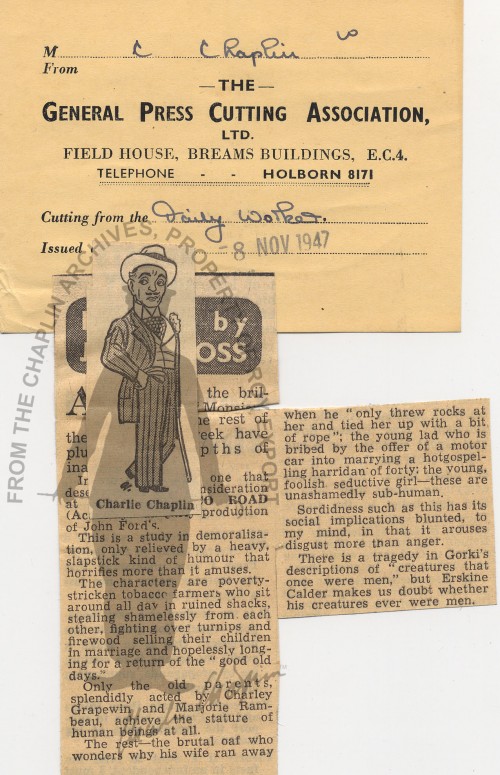 M C Chaplin
From
— THE —
GENERAL PRESS CUTTING ASSOCIATION,
LTD.
FIELD HOUSE, BREAMS BUILDINGS, E.C.4.
TELEPHONE - - HOLBORN 8171
Cutting from the Daily Worker.
Issued
8 NOV 1947
FROM THE CHAPLIN ARCHIVES, PROPERTY
EXPORT
by
OSS
A
the bril-
Monsie
the rest of
the eek have
plu pths of
ina
In one that
dese nsideration
at O ROAD
(Ac production
Charlie Chaplin
of John Ford's.
This is a study in demoralisa-
tion, only relieved by a heavy,
slapstick kind of humour that
horrifies more than it amuses.
The characters are poverty-
stricken tobacco farmers who sit
around all day in ruined shacks,
stealing shamelessly from each
other, fighting over turnips and
firewood selling their children
in marriage and hopelessly long-
ing for a return of the "good old
days."
Only the old parents,
splendidly acted by Charley
Grapewin and Marjorie Ram-
beau, achieve the stature of
human beings at all.
The rest—the brutal oaf who
wonders why his wife ran away
when he "only threw rocks at
her and tied her up with a bit
of rope"; the young lad who is
bribed by the offer of a motor
car into marrying a hotgospel-
ling harridan of forty; the young,
foolish seductive girl—these are
unashamedly sub-human.
Sordidness such as this has its
social implications blunted, to
my mind, in that it arouses
disgust more than anger.
There is a tragedy in Gorki's
descriptions of "creatures that
once were men," but Erskine
Calder makes us doubt whether
his creatures ever were men.